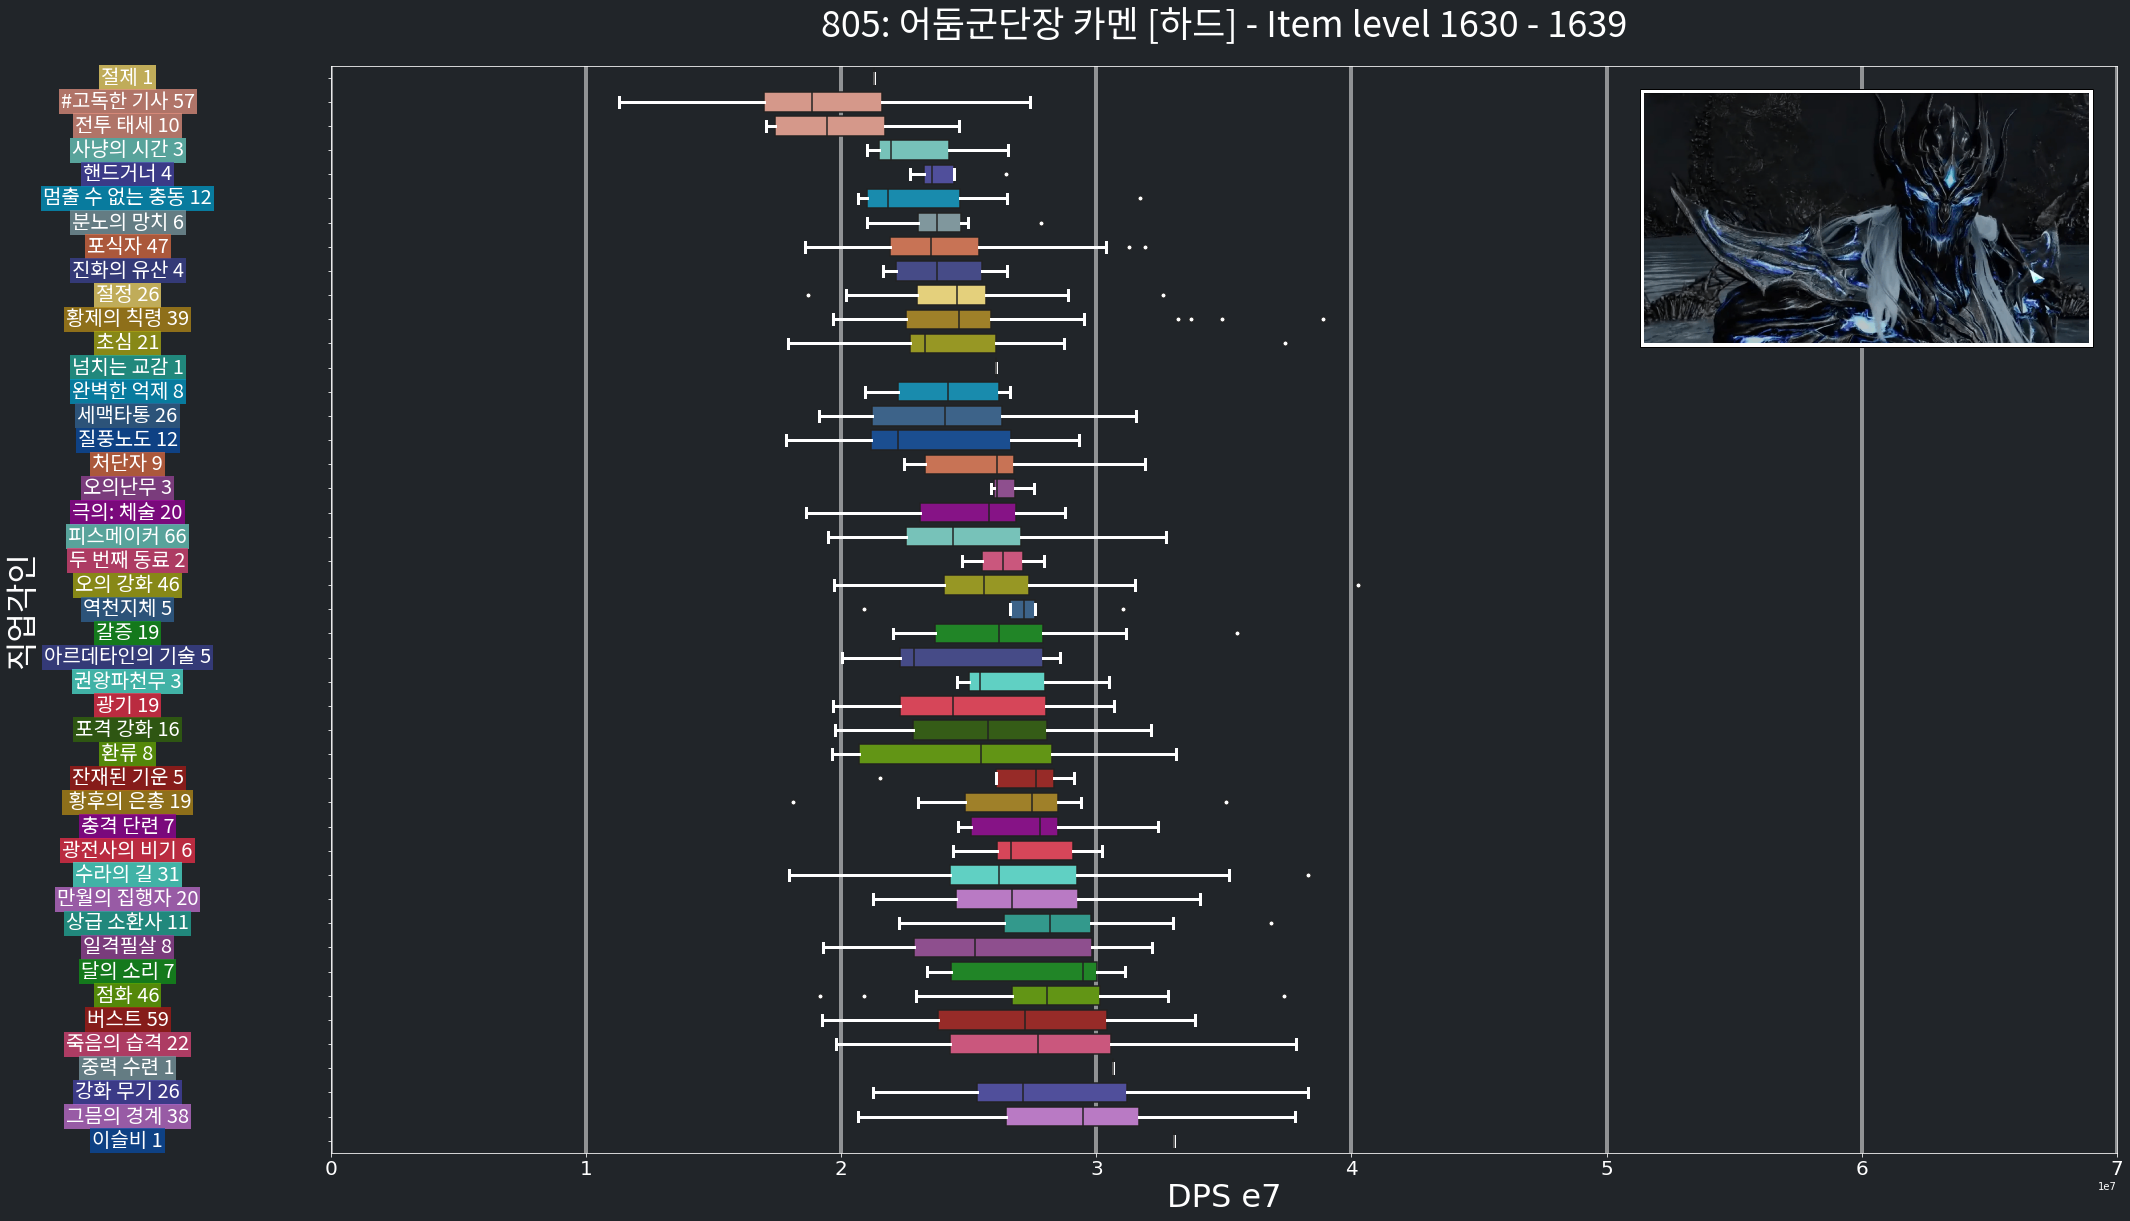 805: 어둠군단장 카멘 [하드] - Item level 1630 - 1639
직업각인
절제 1
#고독한 기사 57
전투 태세 10
사냥의 시간 3
핸드거너 4
멈출 수 없는 충동 12
분노의 망치 6
포식자 47
진화의 유산 4
절정 26
황제의 칙령 39
초심 21
넘치는 교감 1
완벽한 억제 8
세맥타통 26
질풍노도 12
처단자 9
오의난무 3
극의: 체술 20
피스메이커 66
두 번째 동료 2
오의 강화 46
역천지체 5
갈증 19
아르데타인의 기술 5
권왕파천무 3
광기 19
포격 강화 16
환류 8
잔재된 기운 5
황후의 은총 19
충격 단련 7
광전사의 비기 6
수라의 길 31
만월의 집행자 20
상급 소환사 11
일격필살 8
달의 소리 7
점화 46
버스트 59
죽음의 습격 22
중력 수련 1
강화 무기 26
그믐의 경계 38
이슬비 1
0 1 2 3 4 5 6 7
1e7
DPS e7